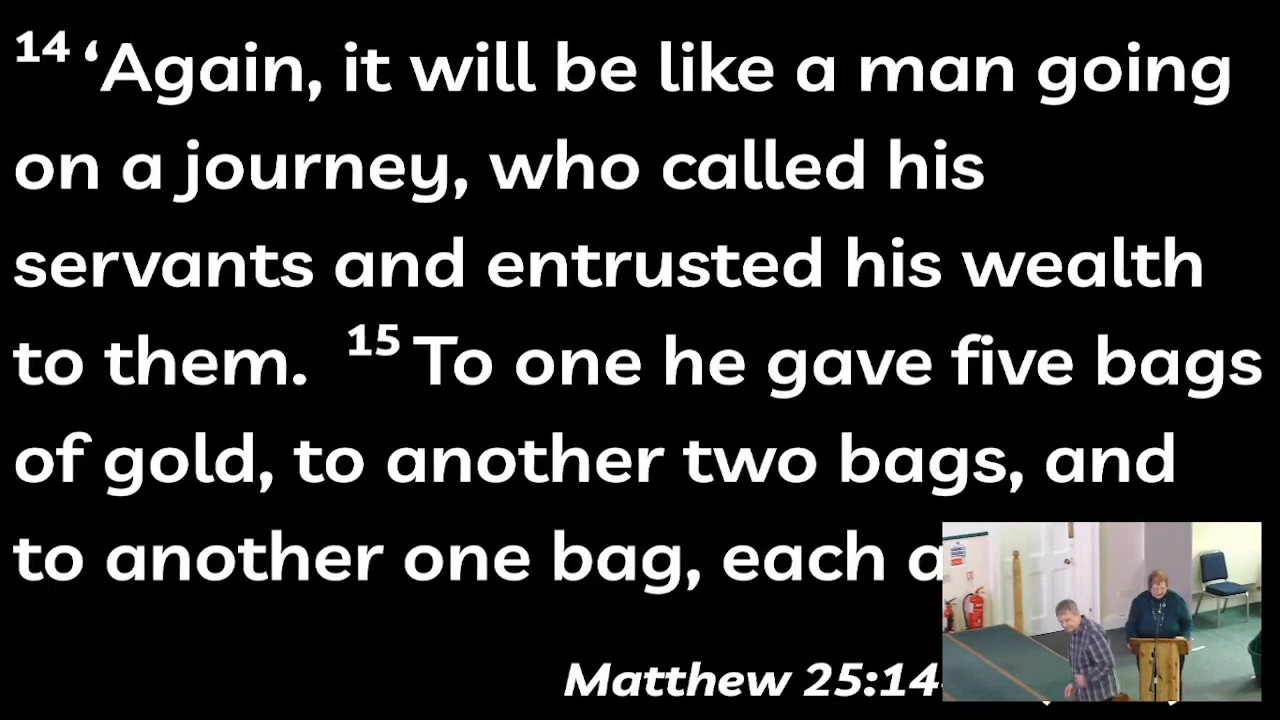 14 ‘Again, it will be like a man going
on a journey, who called his
servants and entrusted his wealth
to them. 15 To one he gave five bags
of gold, to another two bags, and
to another one bag, each a
Matthew 25:14